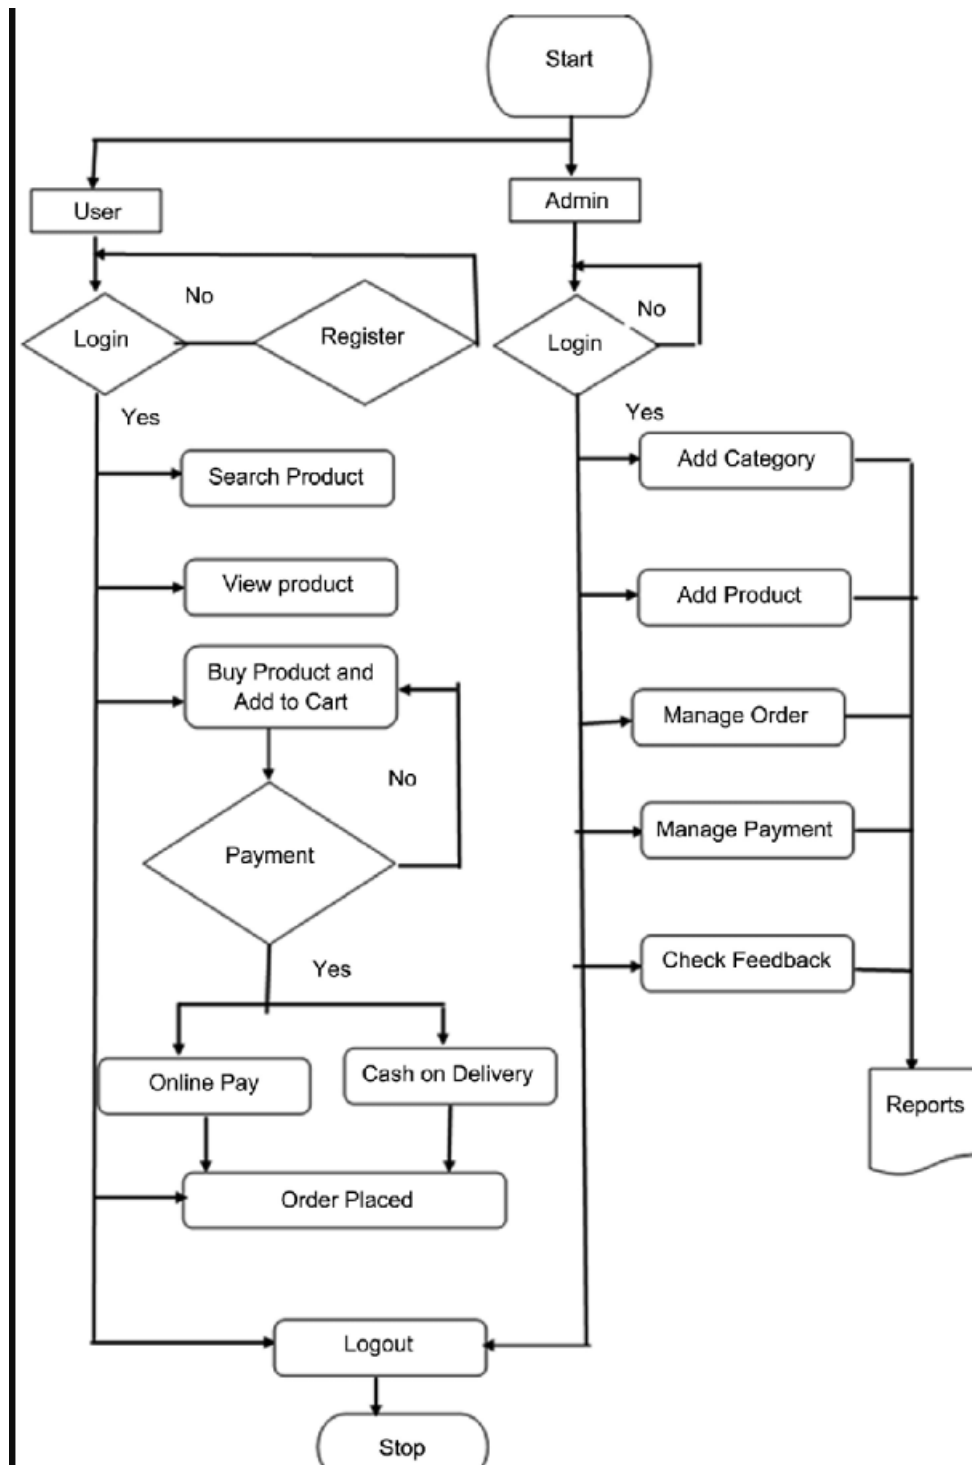 Start
User
Admin
Login
No
Register
Login
No
Yes
Yes
Search Product
Add Category
View product
Add Product
Buy Product and
Add to Cart
Manage Order
No
Payment
Manage Payment
Yes
Check Feedback
Online Pay
Cash on Delivery
Reports
Order Placed
Logout
Stop